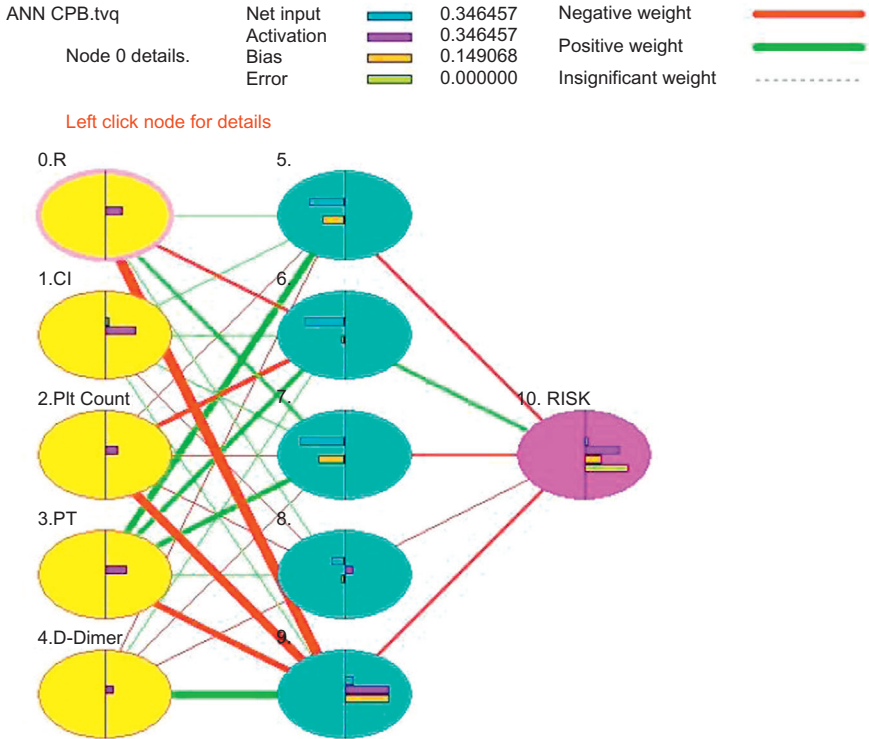 ANN CPB.tvq
Node 0 details.
Net input 0.346457
Activation 0.346457
Bias 0.149068
Error 0.000000
Negative weight
Positive weight
Insignificant weight
Left click node for details
0.R
5.
1.CI
6.
2.Plt Count
7.
10. RISK
3.PT
8.
4.D-Dimer
9.